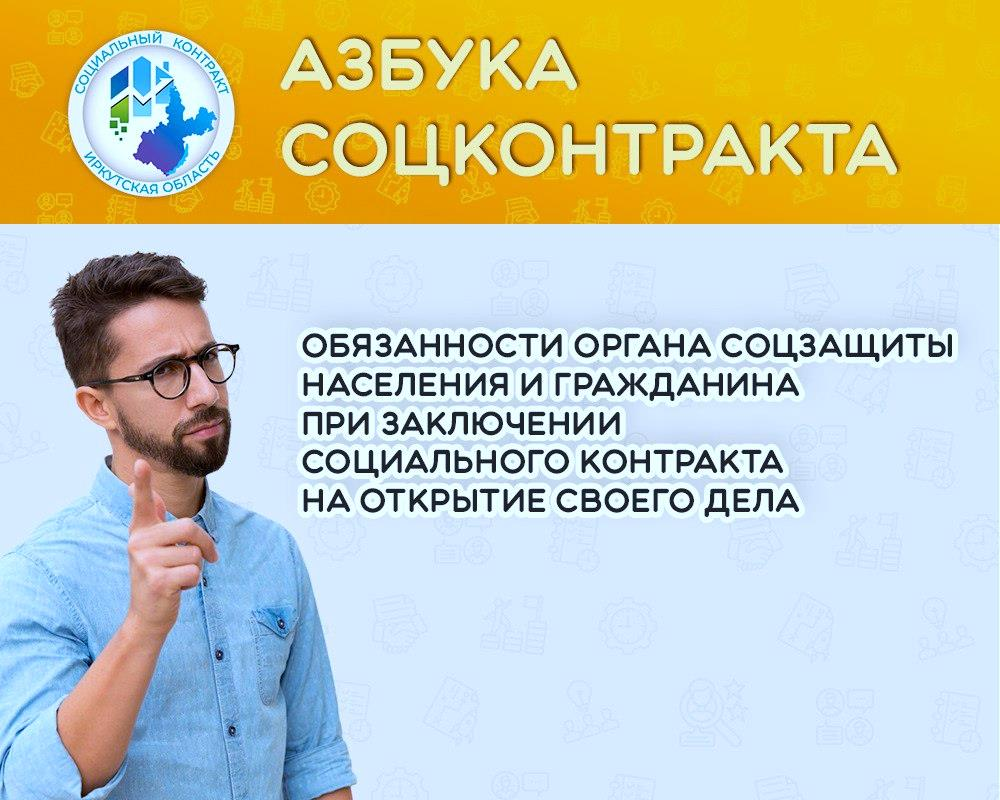 СОЦИАЛЬНЫЙ КОНТРАКТ
ИРКУТСКАЯ ОБЛАСТЬ
АЗБУКА
СОЦКОНТРАКТА
ОБЯЗАННОСТИ ОРГАНА СОЦЗАЩИТЫ
НАСЕЛЕНИЯ И ГРАЖДАНИНА
ПРИ ЗАКЛЮЧЕНИИ
СОЦИАЛЬНОГО КОНТРАКТА
НА ОТКРЫТИЕ СВОЕГО ДЕЛА